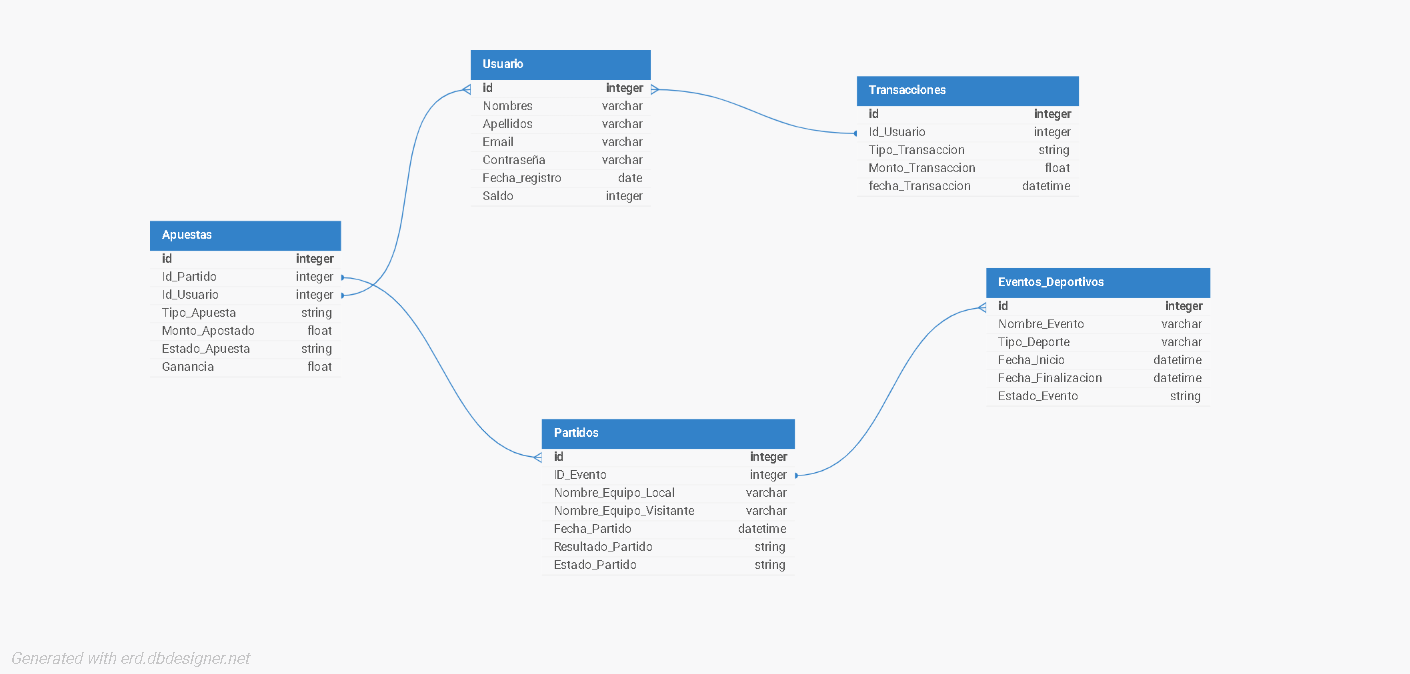 Usuario
id integer
Nombres varchar
Apellidos varchar
Email varchar
Contraseña varchar
Fecha_registro date
Saldo integer
Transacciones
id integer
Id_Usuario integer
Tipo_Transaccion string
Monto_Transaccion float
fecha_Transaccion datetime
Apuestas
id integer
Id_Partido integer
Id_Usuario integer
Tipo_Apuesta string
Monto_Apostado float
Estado_Apuesta string
Ganancia float
Eventos_Deportivos
id integer
Nombre_Evento varchar
Tipo_Deporte varchar
Fecha_Inicio datetime
Fecha_Finalizacion datetime
Estado_Evento string
Partidos
id integer
ID_Evento integer
Nombre_Equipo_Local varchar
Nombre_Equipo_Visitante varchar
Fecha_Partido datetime
Resultado_Partido string
Estado_Partido string
Generated with erd.dbdesigner.net